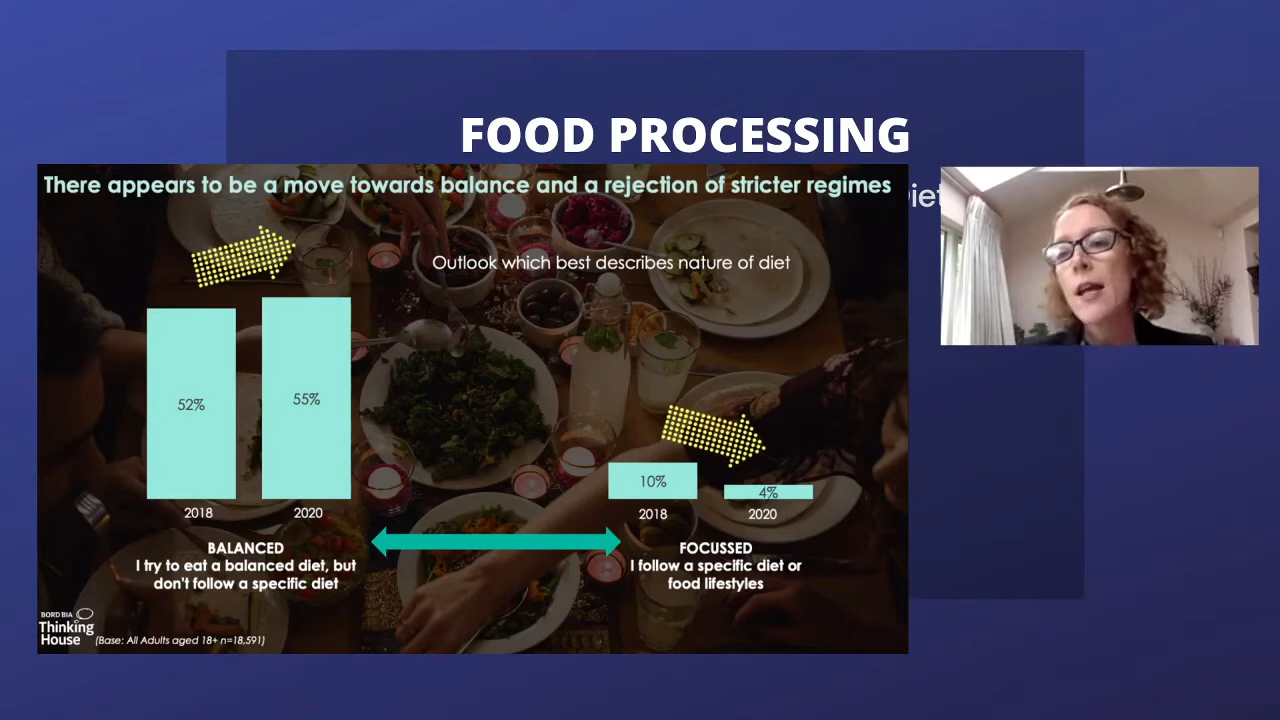 FOOD PROCESSING
There appears to be a move towards balance and a rejection of stricter regimes
Outlook which best describes nature of diet
52%
55%
10%
4%
2018
2020
2018
2020
BALANCED
I try to eat a balanced diet, but
don't follow a specific diet
FOCUSSED
I follow a specific diet or
food lifestyles
BORD BIA
Thinking
House
(Base: All Adults aged 18+ n=18,591)